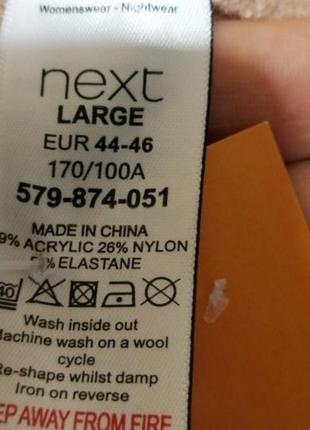 Womenswear - Nightwear
next
LARGE
EUR 44-46
170/100A
579-874-051
MADE IN CHINA
9% ACRYLIC 26% NYLON
% ELASTANE
40
Wash inside out
Machine wash on a wool
cycle
Re-shape whilst damp
Iron on reverse
EP AWAY FROM FIRE